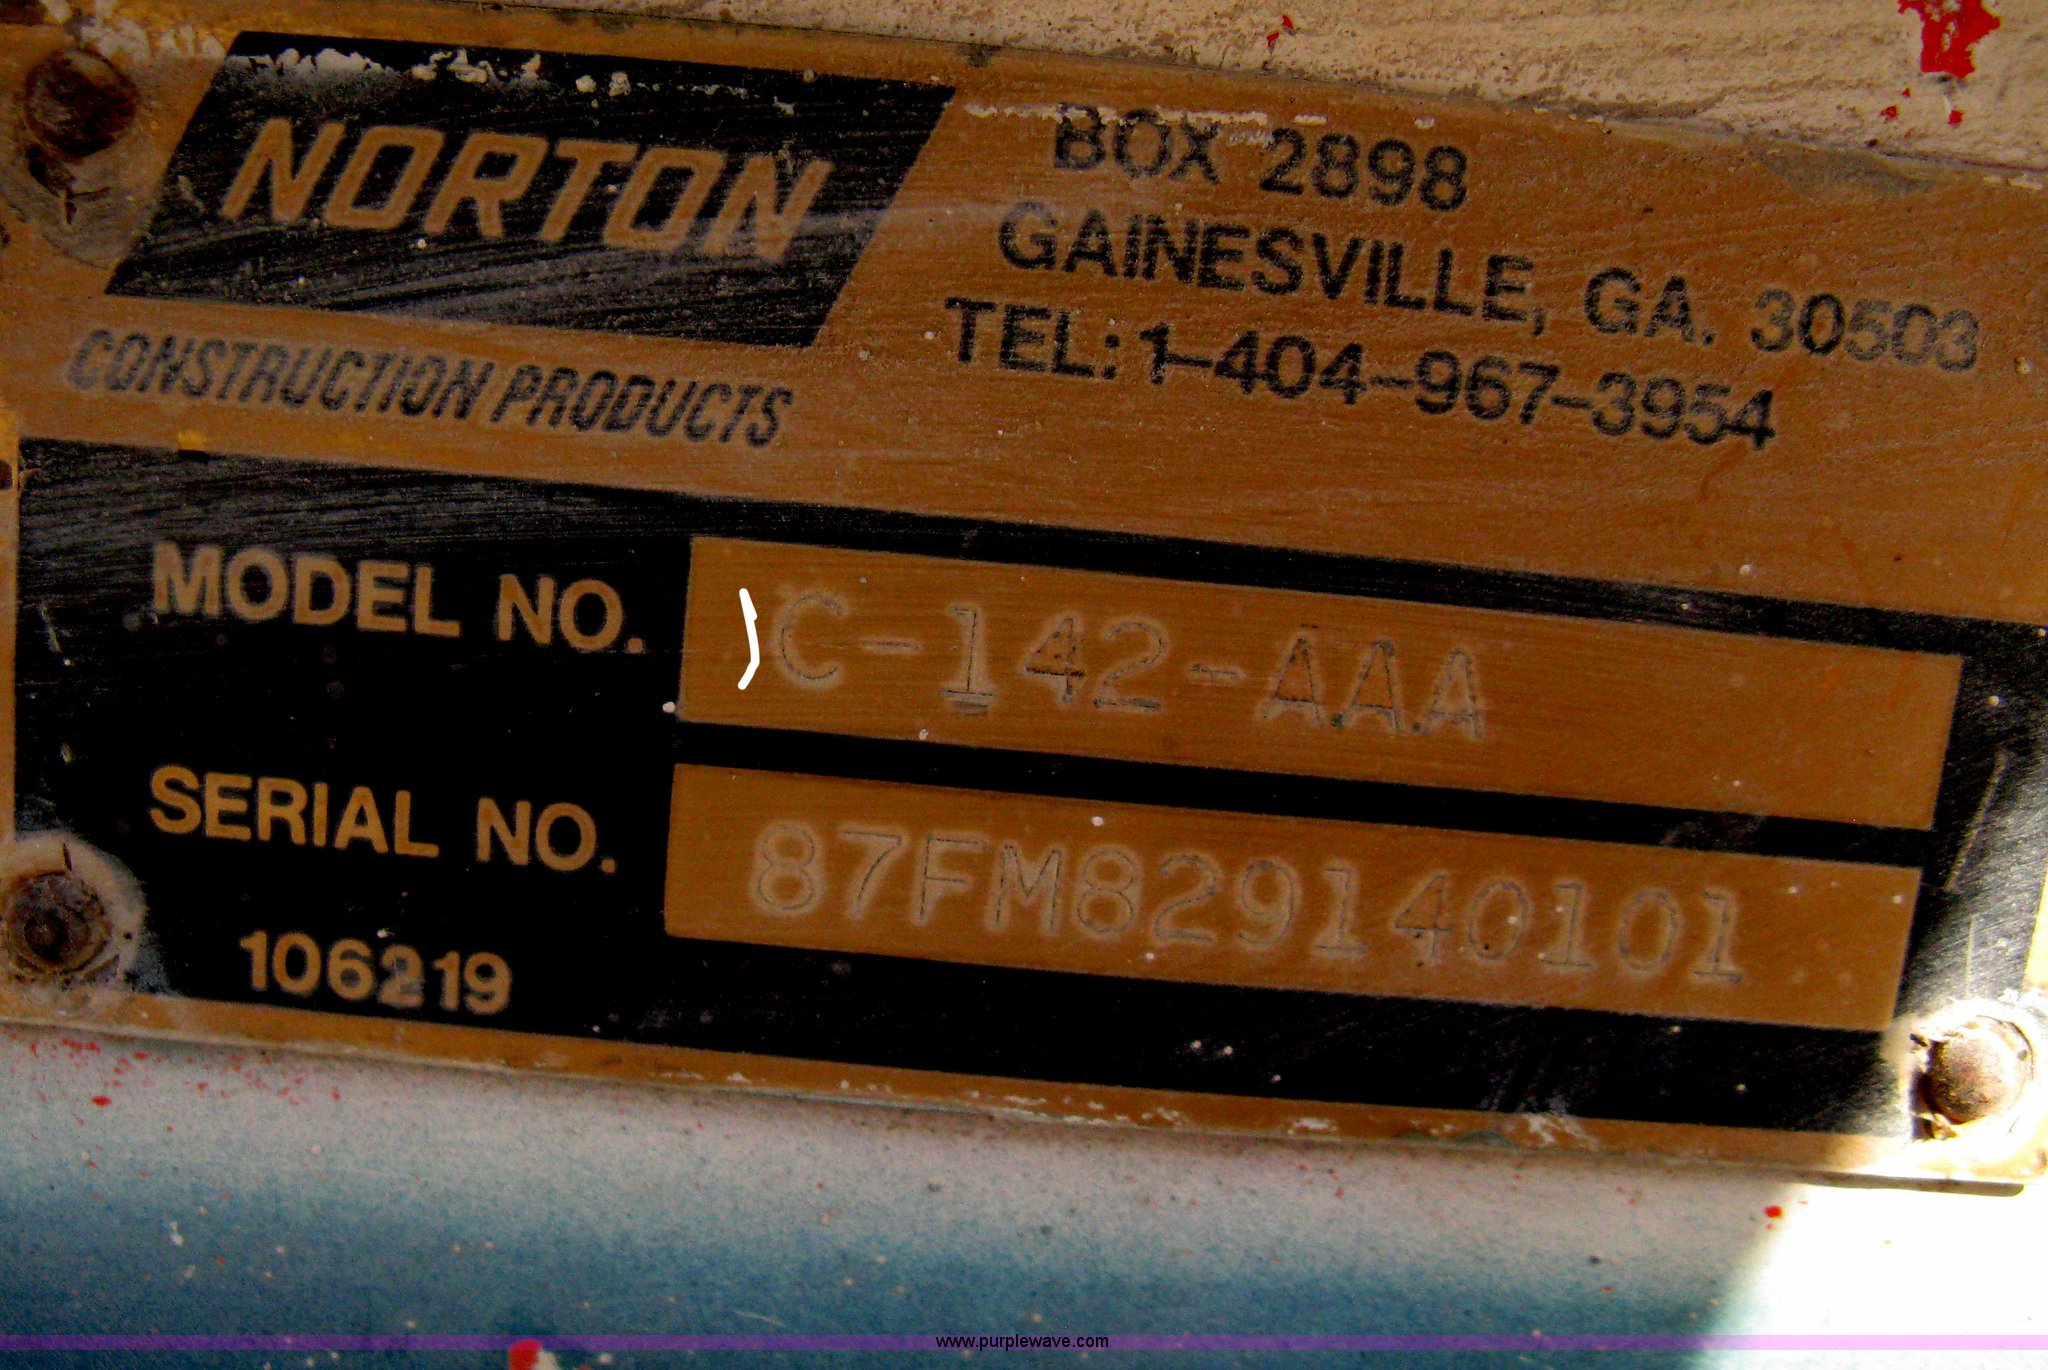 NORTON
CONSTRUCTION PRODUCTS
BOX 2898
GAINESVILLE, GA. 30503
TEL: 1-404-967-3954
MODEL NO. )C-142-AAA
SERIAL NO. 87FM829140101
106219
www.purplewave.com